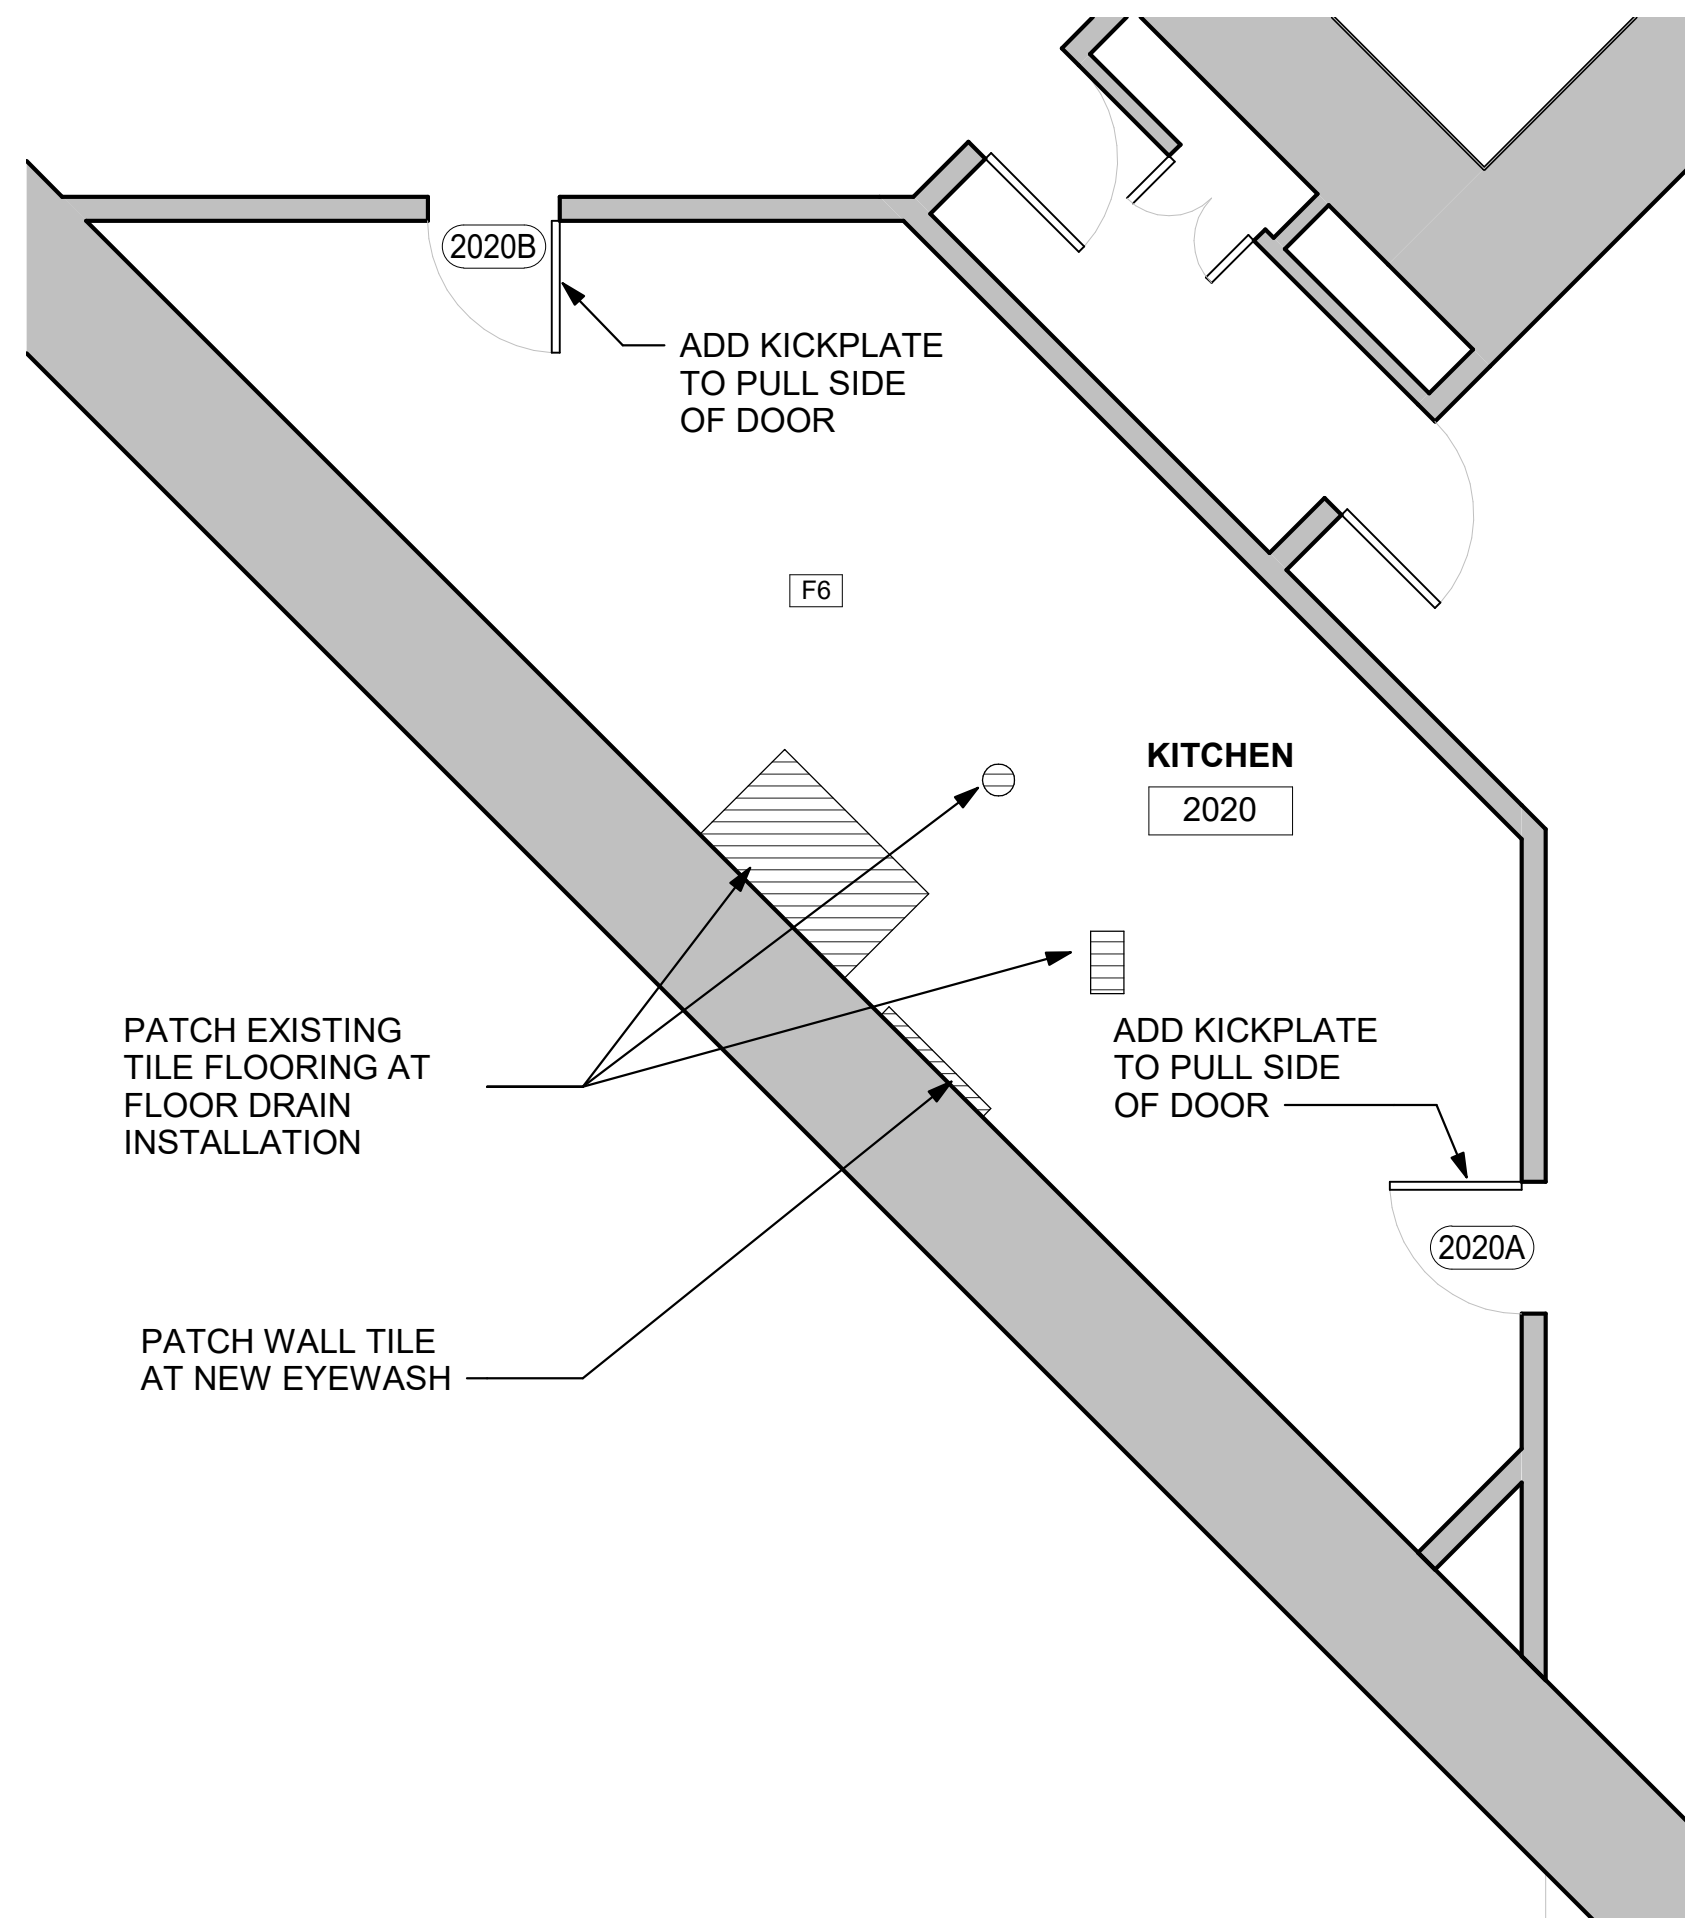 2020B
ADD KICKPLATE
TO PULL SIDE
OF DOOR
F6
KITCHEN
2020
PATCH EXISTING
TILE FLOORING AT
FLOOR DRAIN
INSTALLATION
ADD KICKPLATE
TO PULL SIDE
OF DOOR
2020A
PATCH WALL TILE
AT NEW EYEWASH